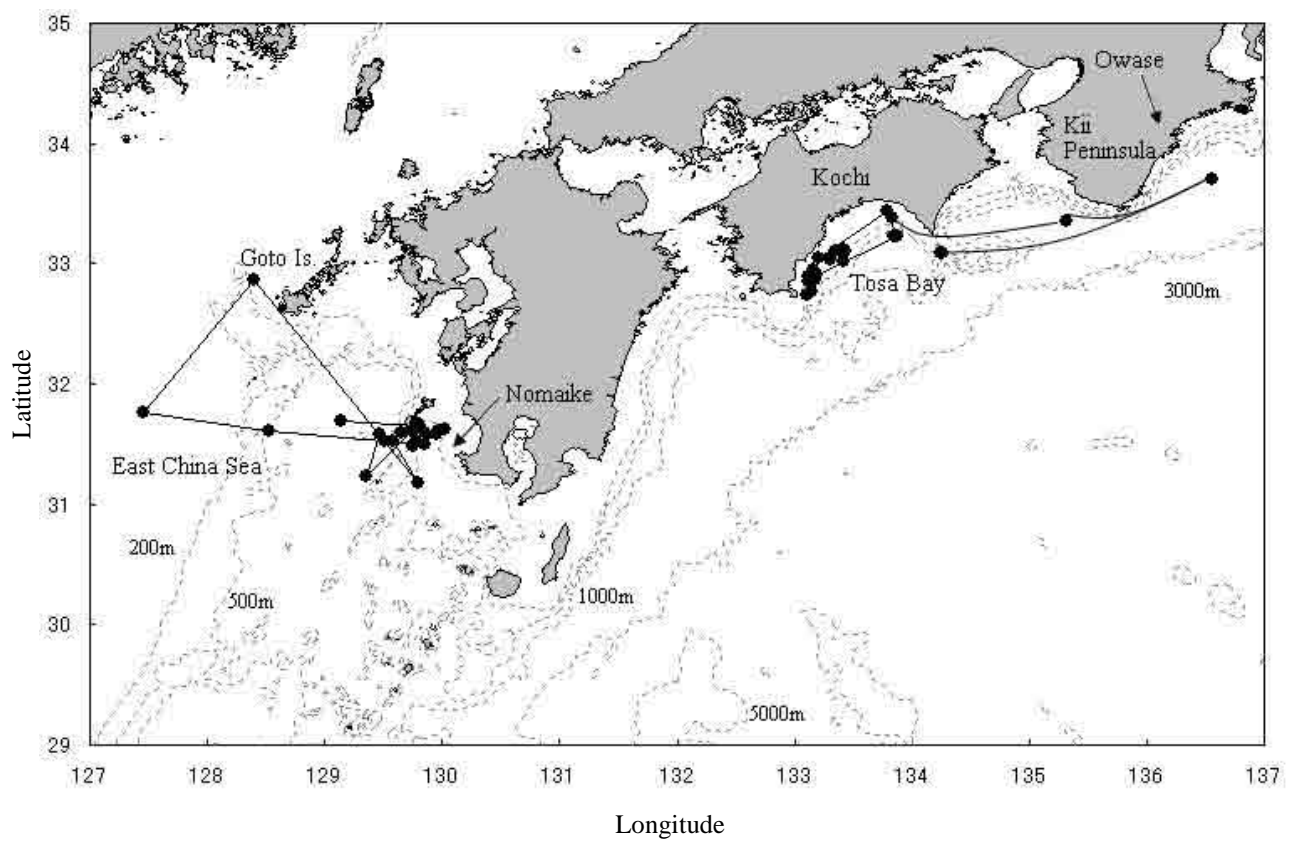 35
34
33
32
31
30
29
Latitude
Owase
Kii
Peninsula
Kochi
Goto Is.
Tosa Bay
3000m
Nomaike
East China Sea
200m
500m
1000m
5000m
127
128
129
130
131
132
133
134
135
136
137
Longitude